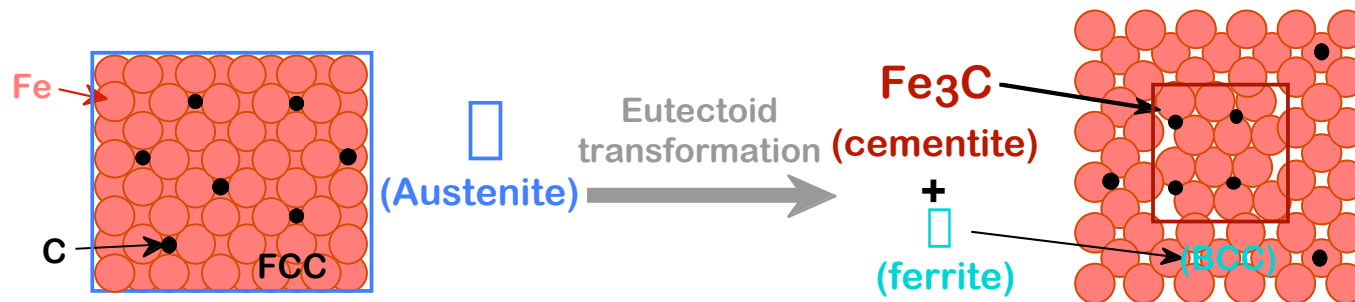 Fe
C
FCC
(Austenite)
Eutectoid
transformation
Fe3C
(cementite)
+
(ferrite)
(BCC)